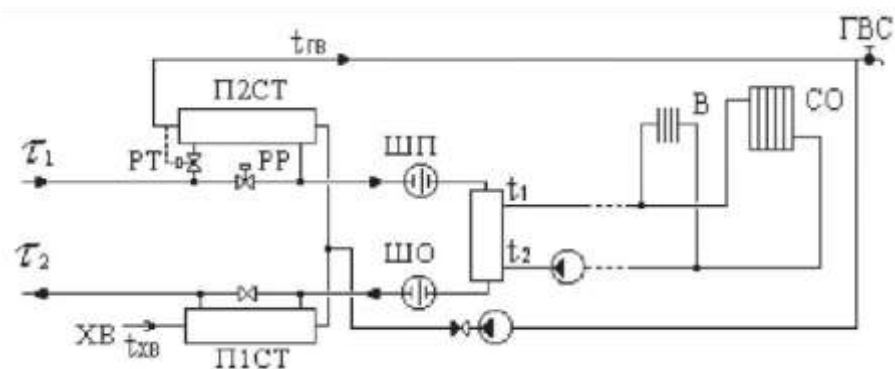 ГВС
tГВ
П2СТ
В
СО
ШП
τ1
РТ
РР
t1
τ2
ШО
t2
ХВ
tХВ
П1СТ